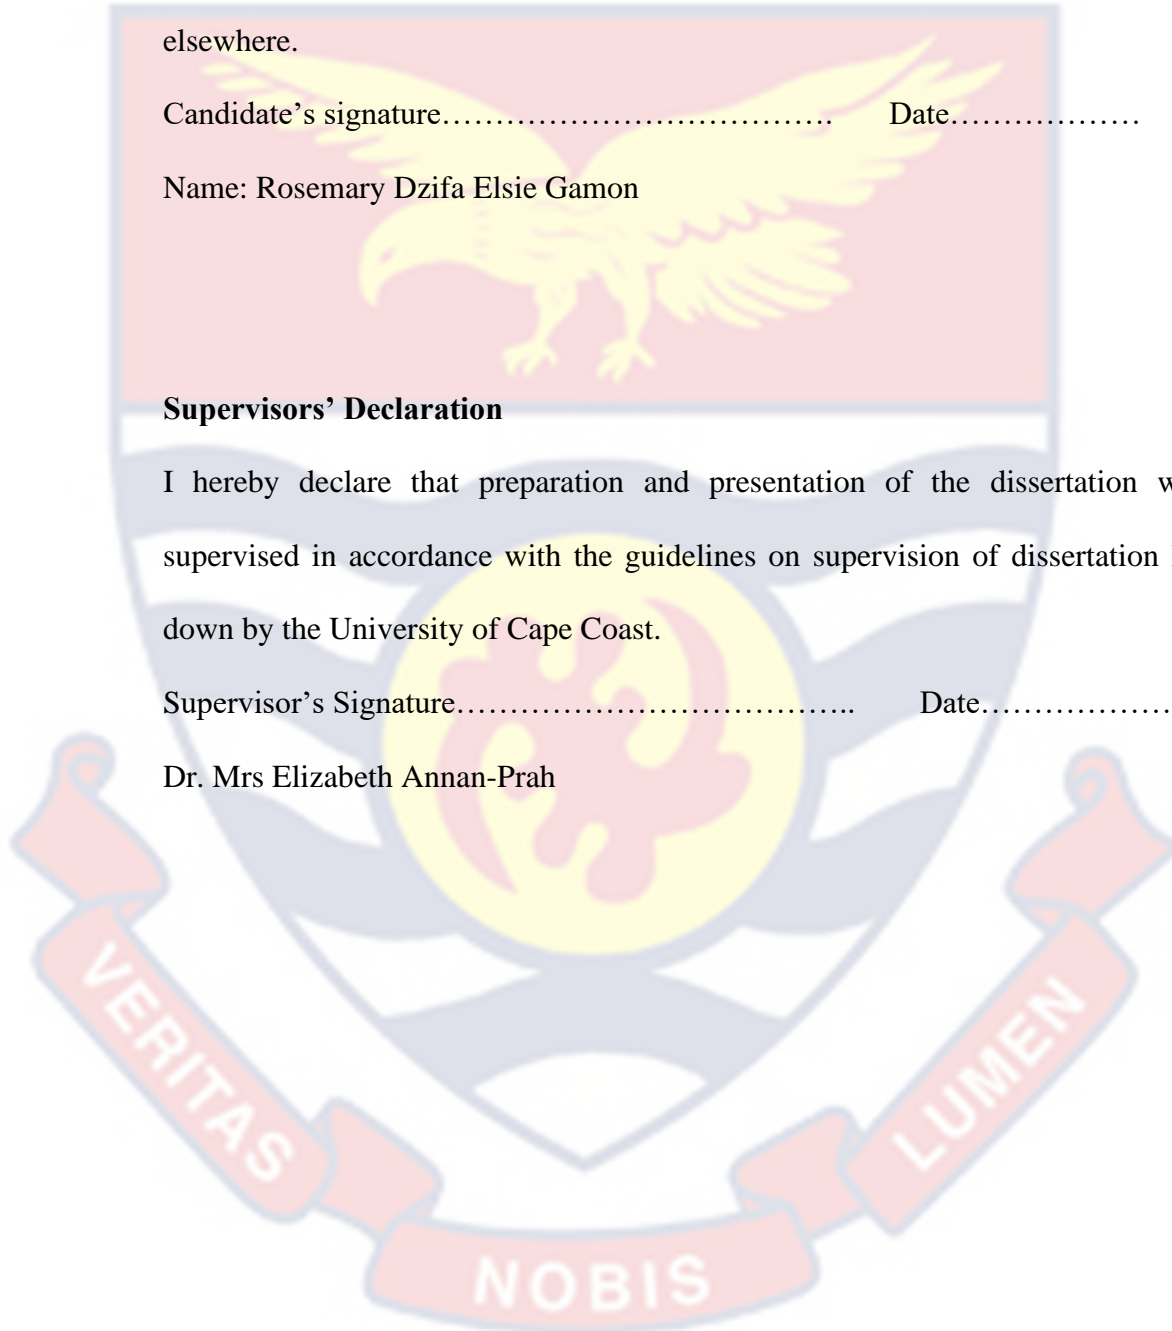 elsewhere.
Candidate’s signature………………………………. Date………………
Name: Rosemary Dzifa Elsie Gamon
Supervisors’ Declaration
I hereby declare that preparation and presentation of the dissertation w
supervised in accordance with the guidelines on supervision of dissertation
down by the University of Cape Coast.
Supervisor’s Signature……………………………….. Date………………
Dr. Mrs Elizabeth Annan-Prah
VERITAS
NOBIS
LUMEN